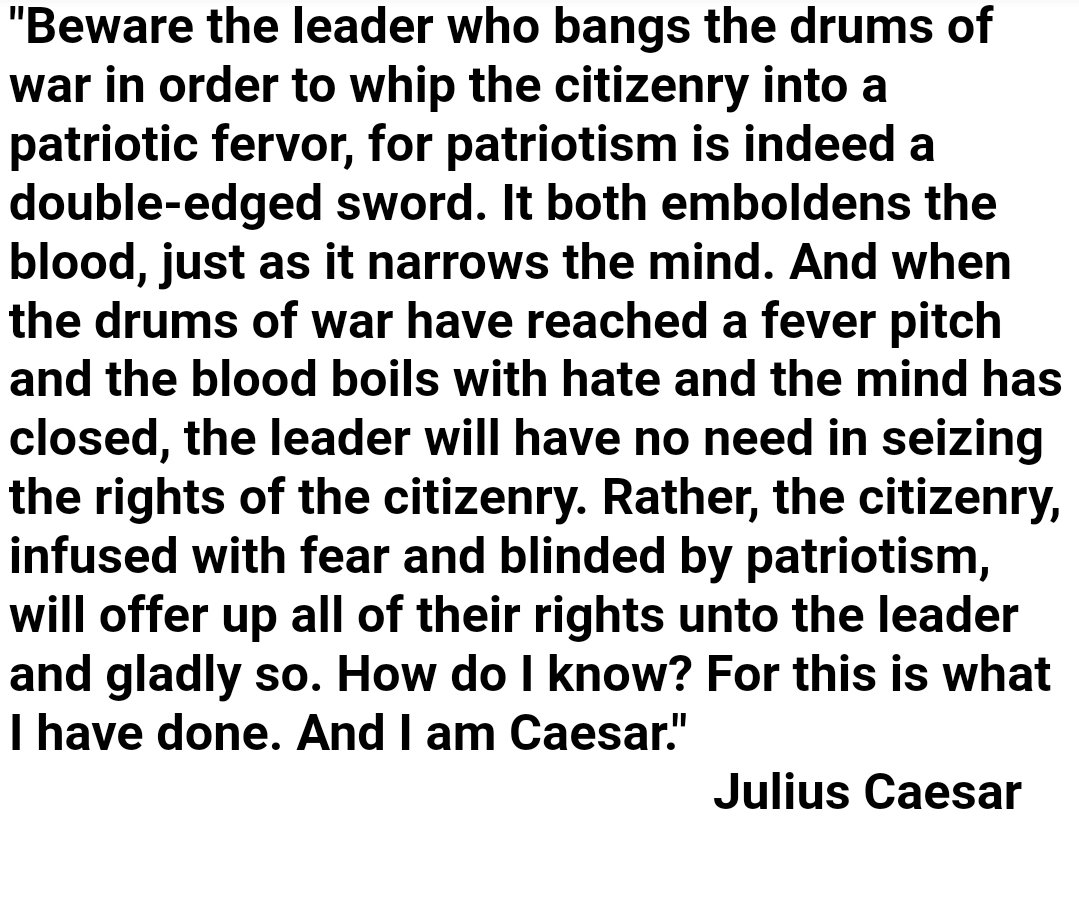 "Beware the leader who bangs the drums of
war in order to whip the citizenry into a
patriotic fervor, for patriotism is indeed a
double-edged sword. It both emboldens the
blood, just as it narrows the mind. And when
the drums of war have reached a fever pitch
and the blood boils with hate and the mind has
closed, the leader will have no need in seizing
the rights of the citizenry. Rather, the citizenry,
infused with fear and blinded by patriotism,
will offer up all of their rights unto the leader
and gladly so. How do I know? For this is what
I have done. And I am Caesar."
Julius Caesar